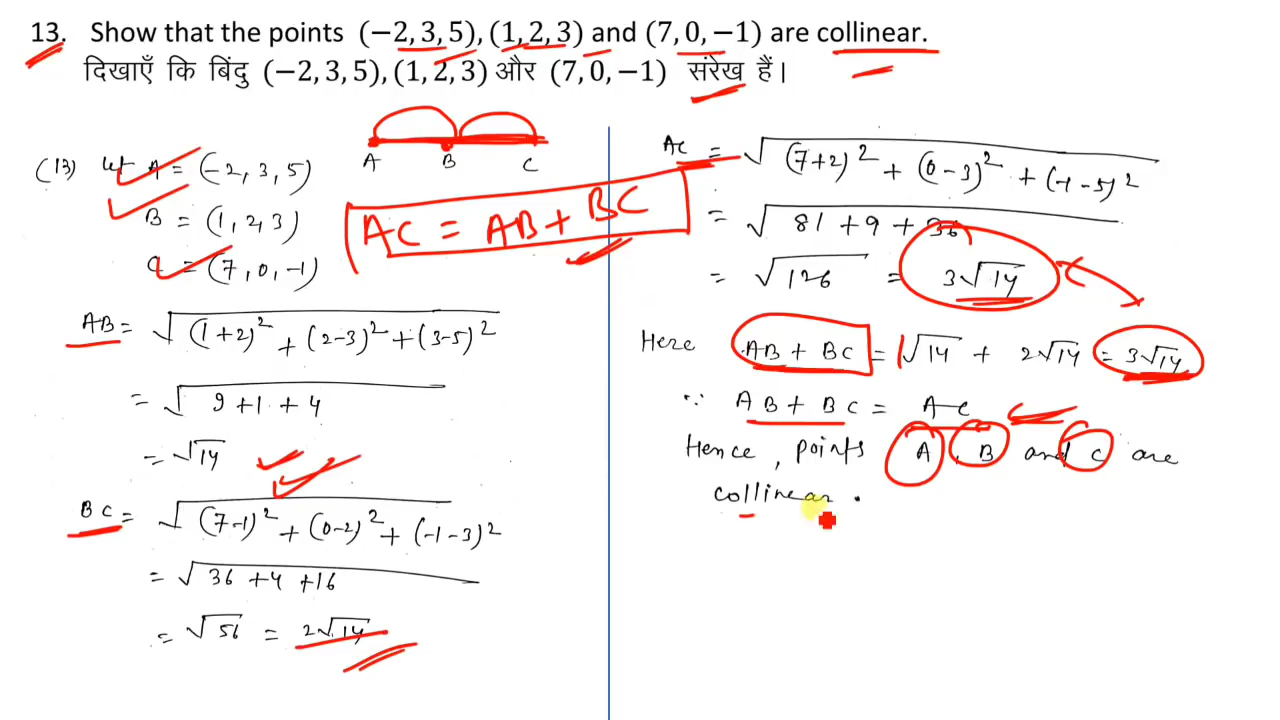 13. Show that the points (−2, 3, 5), (1, 2, 3) and (7, 0, −1) are collinear.
दिखाएँ कि बिंदु (−2, 3, 5), (1, 2, 3) और (7, 0, −1) संरेख हैं।
A B C
(13) Let A = (-2, 3, 5)
B = (1, 2, 3)
C = (7, 0, -1)
AC = AB + BC
AB = √((1+2)² + (2-3)² + (3-5)²)
= √(9 + 1 + 4)
= √14
BC = √((7-1)² + (0-2)² + (-1-3)²)
= √(36 + 4 + 16)
= √56 = 2√14
AC = √((7+2)² + (0-3)² + (-1-5)²)
= √(81 + 9 + 36)
= √126 = 3√14
Here AB + BC = 1√14 + 2√14 = 3√14
∵ AB + BC = AC
Hence, points A, B and C are
collinear.